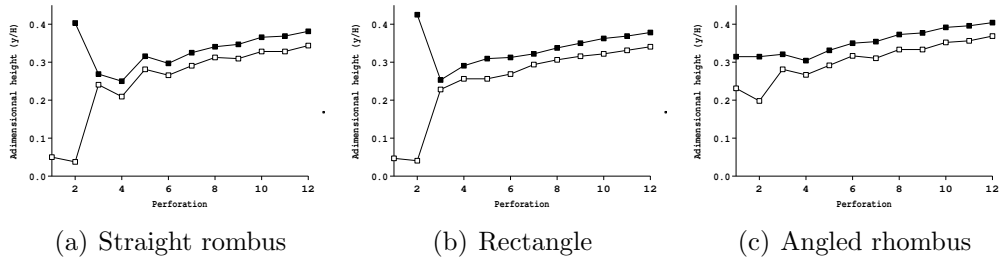 Adimensionnal height (y/H)
0.4
0.3
0.2
0.1
0.0
2 4 6 8 10 12
Perforation
(a) Straight rombus
Adimensionnal height (y/H)
0.4
0.3
0.2
0.1
0.0
2 4 6 8 10 12
Perforation
(b) Rectangle
Adimensionnal height (y/H)
0.4
0.3
0.2
0.1
0.0
2 4 6 8 10 12
Perforation
(c) Angled rhombus